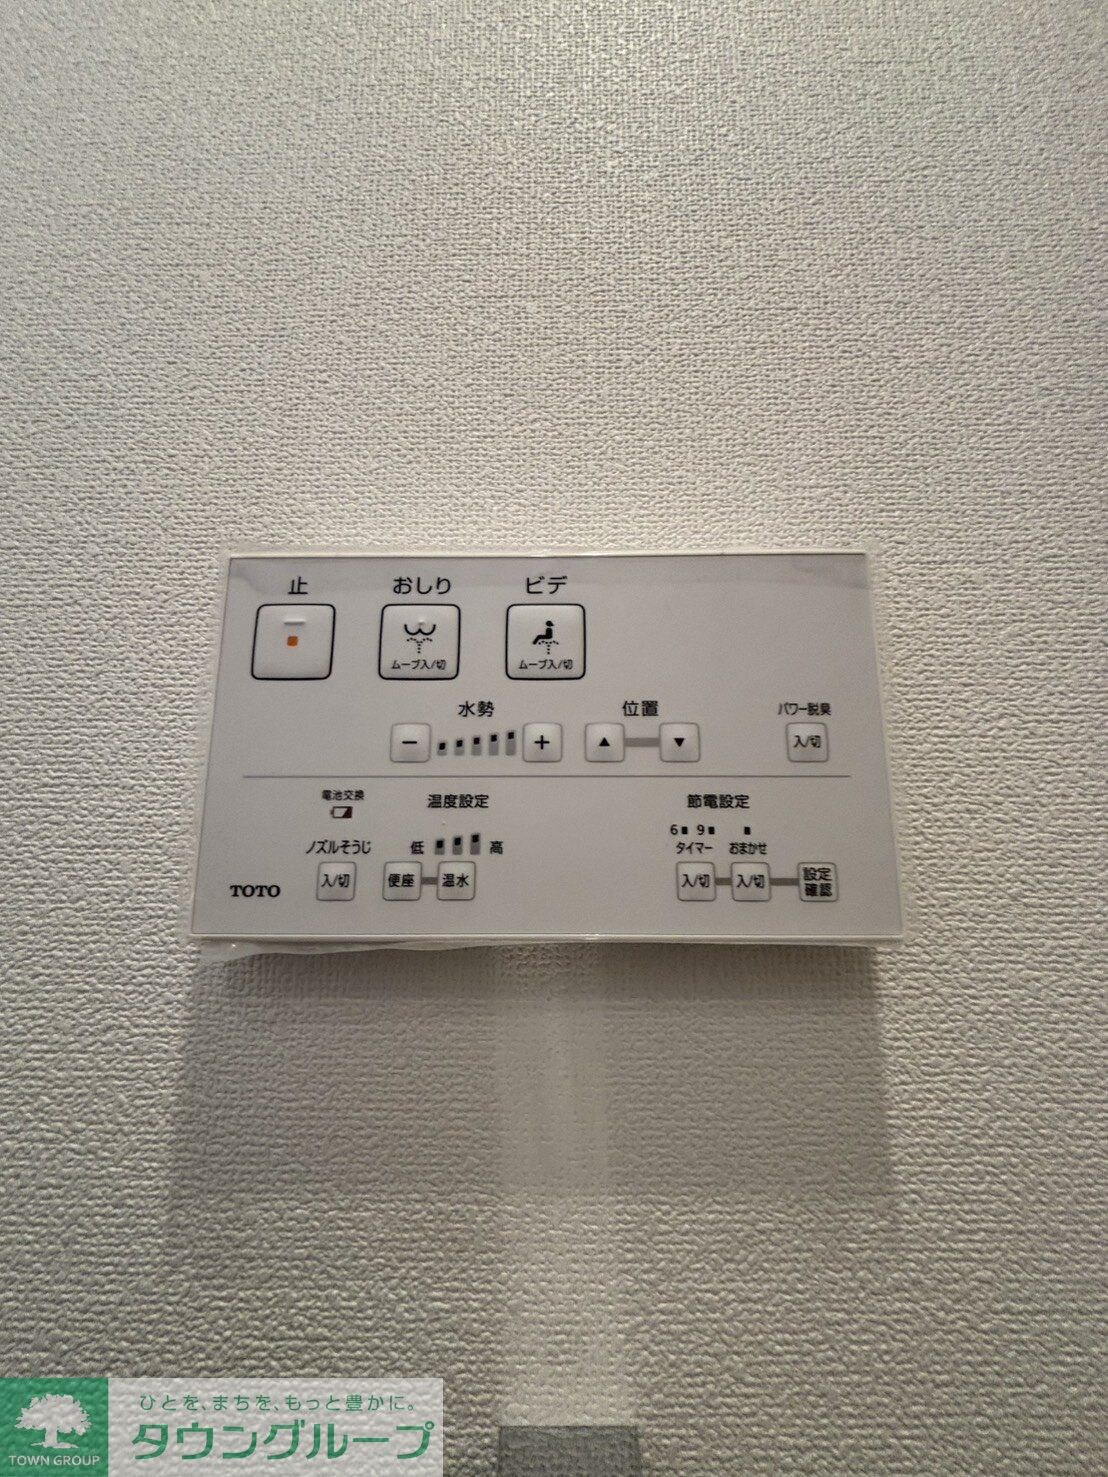 止 おしり ビデ
ムーブ入/切 ムーブ入/切
水勢 位置 パワー脱臭
− + ▲ ▼ 入/切
電池交換 温度設定 節電設定
6 9
ノズルそうじ 低 高 タイマー おまかせ
TOTO 入/切 便座 温水 入/切 入/切 設定
確認
ひとを、まちを、もっと豊かに。
タウングループ
TOWN GROUP